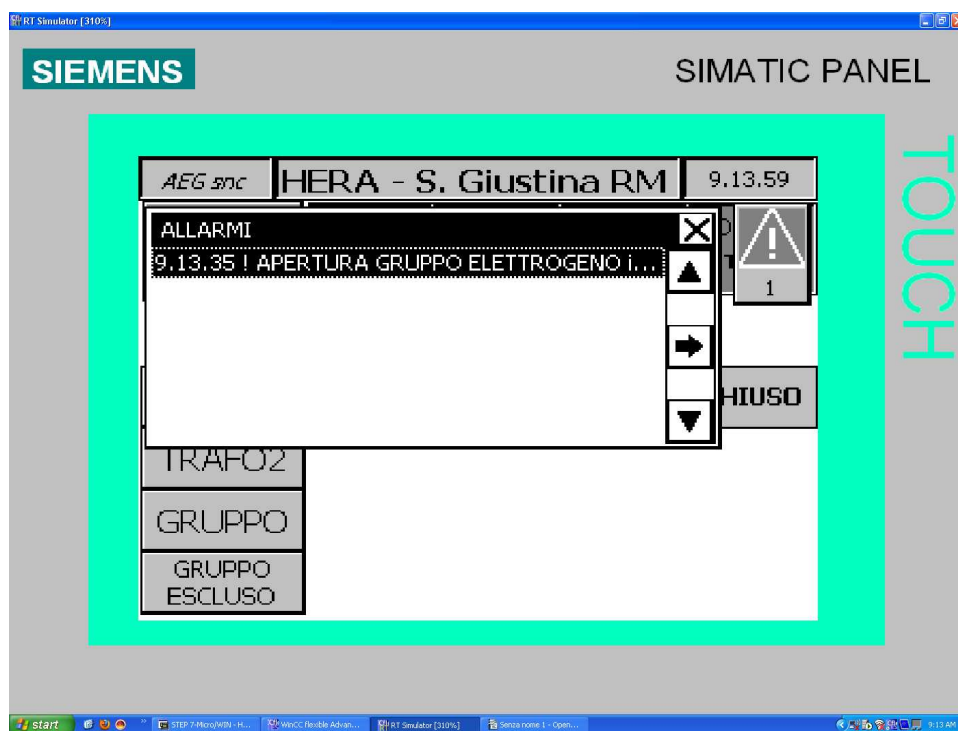 RT Simulator [310%]
SIEMENS
SIMATIC PANEL
TOUCH
AEG snc
HERA - S. Giustina RM
9.13.59
ALLARMI
9.13.35 ! APERTURA GRUPPO ELETTROGENO i...
1
HIUSO
TRAFO2
GRUPPO
GRUPPO
ESCLUSO
start
STEP 7-Micro/WIN - H...
WinCC flexible Advan...
RT Simulator [310%]
Senza nome 1 - Open...
9:13 AM